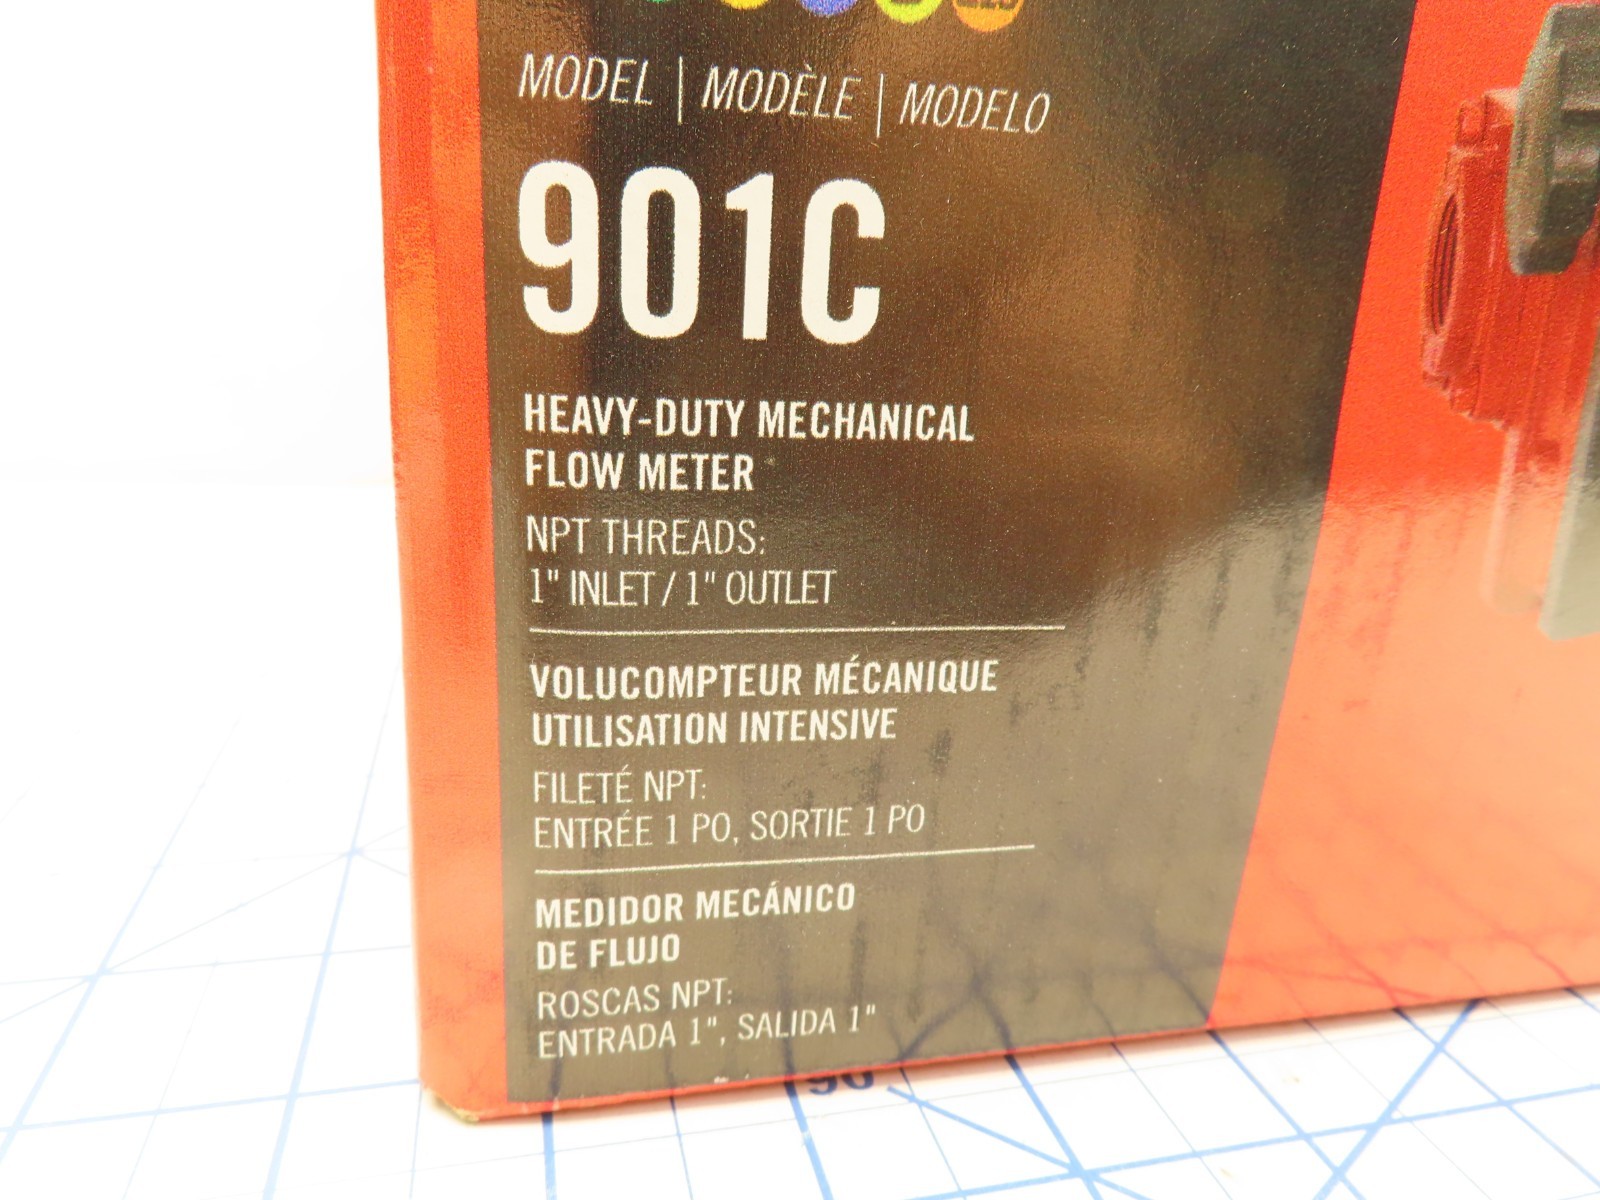 MODEL | MODÈLE | MODELO
901C
HEAVY-DUTY MECHANICAL
FLOW METER
NPT THREADS:
1" INLET / 1" OUTLET
VOLUCOMPTEUR MÉCANIQUE
UTILISATION INTENSIVE
FILETÉ NPT:
ENTRÉE 1 PO, SORTIE 1 PO
MEDIDOR MECÁNICO
DE FLUJO
ROSCAS NPT:
ENTRADA 1", SALIDA 1"